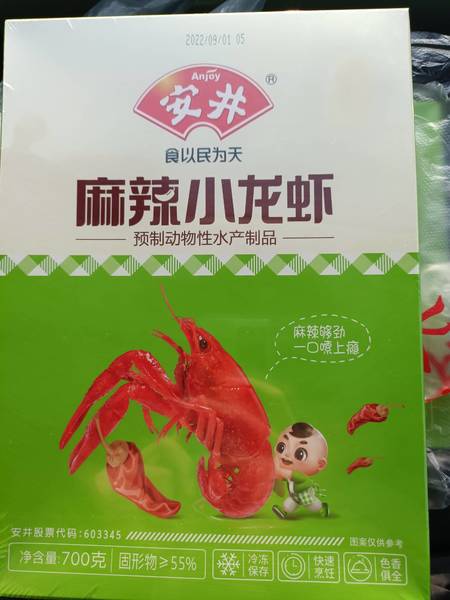 2022/09/01 05
Anjoy
安井®
食以民为天
麻辣小龙虾
预制动物性水产制品
麻辣够劲
一口嗦上瘾
安井股票代码:603345
图案仅供参考
净含量:700克
固形物≥55%
冷冻保存
快速烹饪
色香俱全